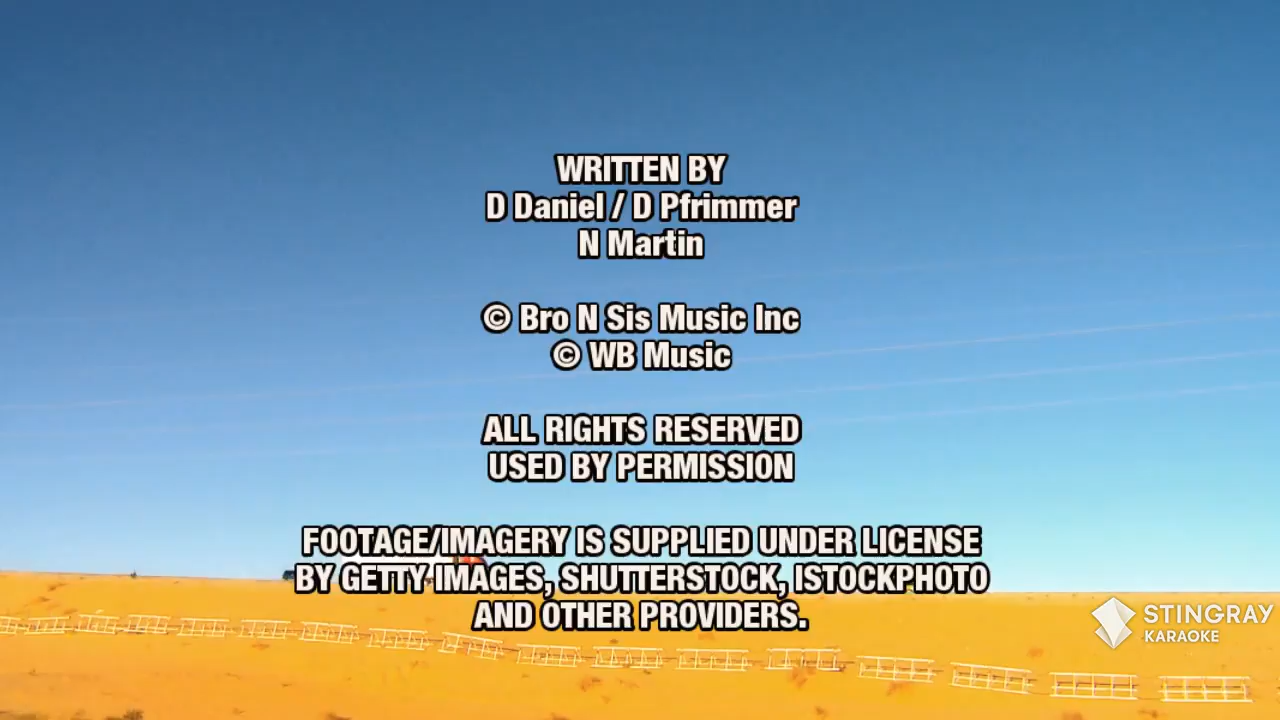 WRITTEN BY
D Daniel / D Pfrimmer
N Martin
© Bro N Sis Music Inc
© WB Music
ALL RIGHTS RESERVED
USED BY PERMISSION
FOOTAGE/IMAGERY IS SUPPLIED UNDER LICENSE
BY GETTY IMAGES, SHUTTERSTOCK, ISTOCKPHOTO
AND OTHER PROVIDERS.
STINGRAY
KARAOKE